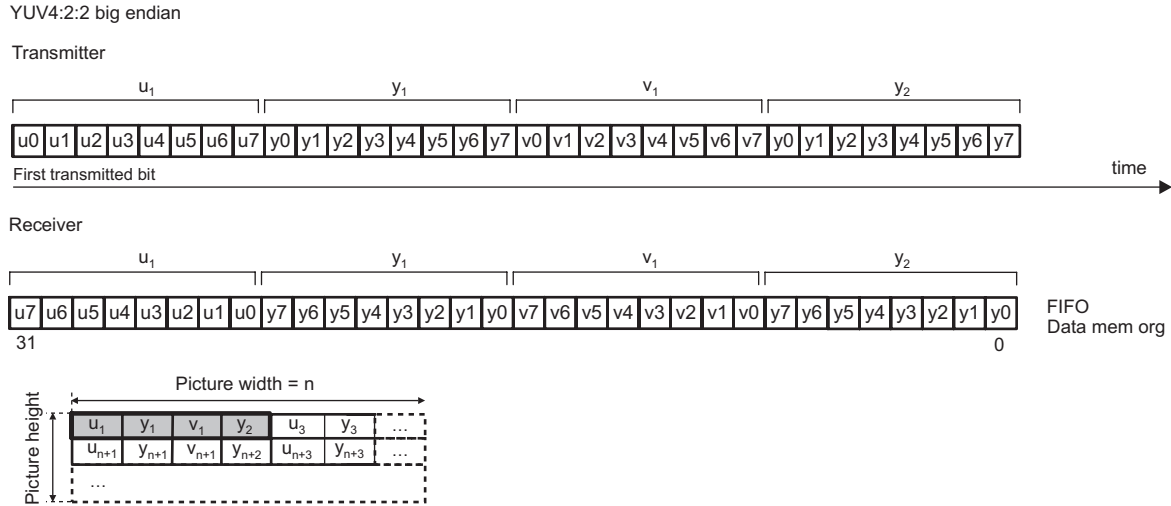 YUV4:2:2 big endian
Transmitter
u1 y1 v1 y2
u0 u1 u2 u3 u4 u5 u6 u7 y0 y1 y2 y3 y4 y5 y6 y7 v0 v1 v2 v3 v4 v5 v6 v7 y0 y1 y2 y3 y4 y5 y6 y7
First transmitted bit time
Receiver
u1 y1 v1 y2
u7 u6 u5 u4 u3 u2 u1 u0 y7 y6 y5 y4 y3 y2 y1 y0 v7 v6 v5 v4 v3 v2 v1 v0 y7 y6 y5 y4 y3 y2 y1 y0 FIFO
Data mem org
31 0
Picture width = n
Picture height
u1 y1 v1 y2 u3 y3 ...
un+1 yn+1 vn+1 yn+2 un+3 yn+3 ...
...